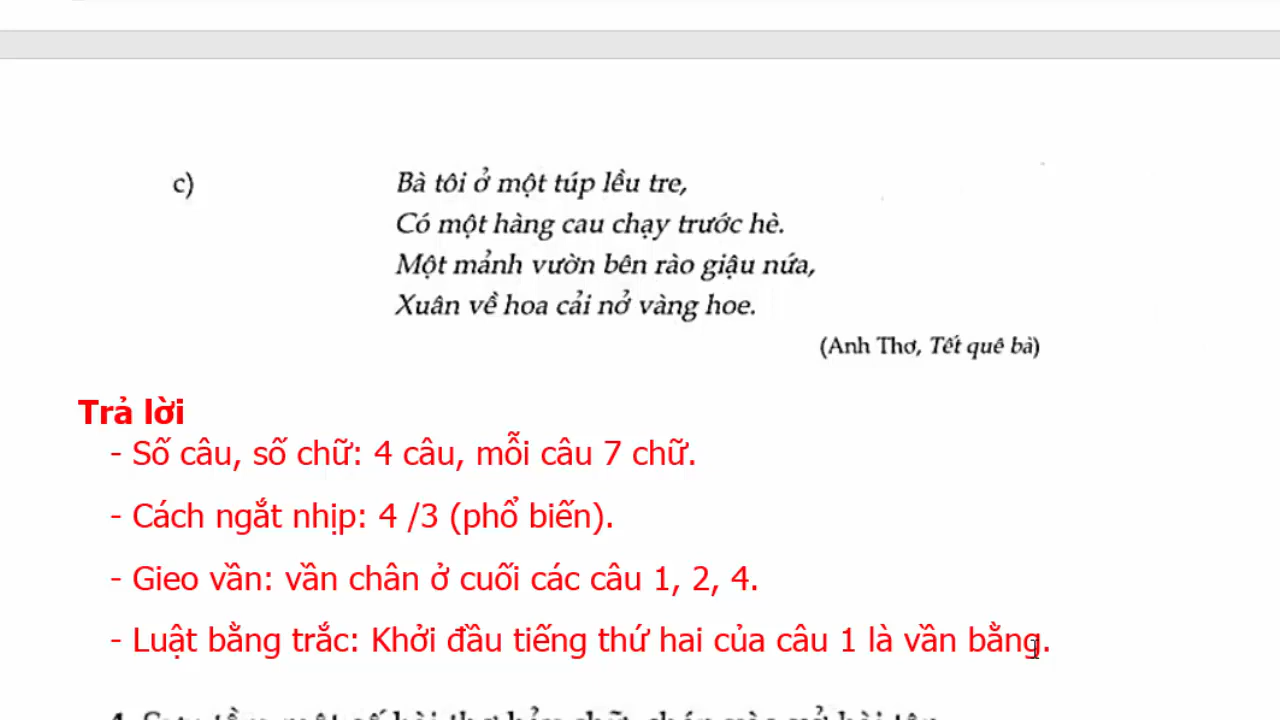 c)
Bà tôi ở một túp lều tre,
Có một hàng cau chạy trước hè.
Một mảnh vườn bên rào giậu nứa,
Xuân về hoa cải nở vàng hoe.
(Anh Thơ, Tết quê bà)
Trả lời
- Số câu, số chữ: 4 câu, mỗi câu 7 chữ.
- Cách ngắt nhịp: 4 /3 (phổ biến).
- Gieo vần: vần chân ở cuối các câu 1, 2, 4.
- Luật bằng trắc: Khởi đầu tiếng thứ hai của câu 1 là vần bằng.